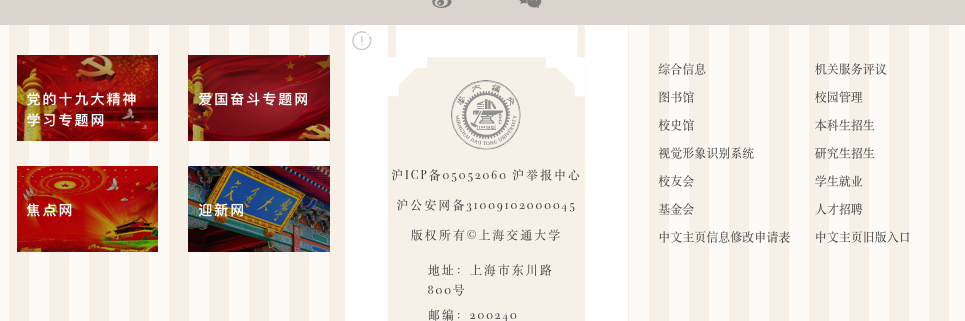 党的十九大精神
学习专题网
爱国奋斗专题网
焦点网
迎新网
沪ICP备05052060 沪举报中心
沪公安网备31009102000045
版权所有©上海交通大学
地址：上海市东川路
800号
邮编：200240
综合信息
机关服务评议
图书馆
校园管理
校史馆
本科生招生
视觉形象识别系统
研究生招生
校友会
学生就业
基金会
人才招聘
中文主页信息修改申请表
中文主页旧版入口